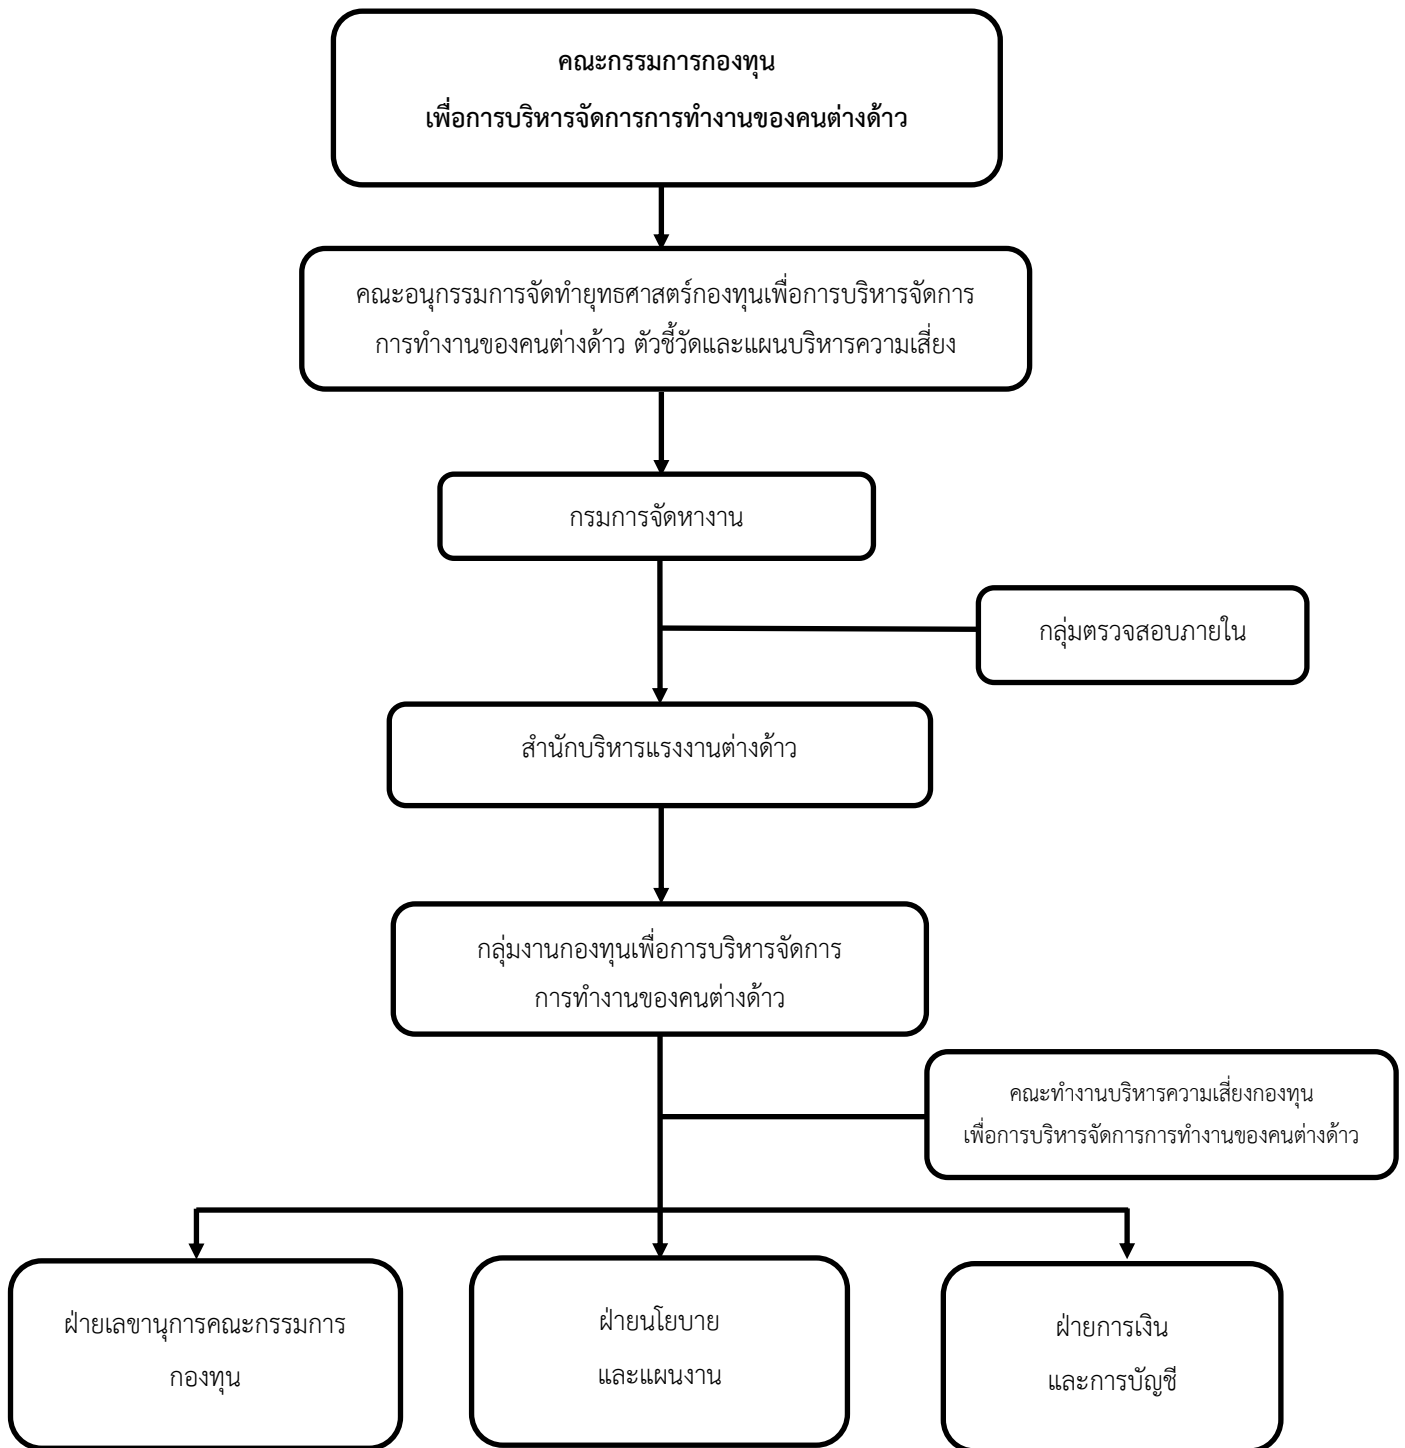 คณะกรรมการกองทุน
เพื่อการบริหารจัดการการทำงานของคนต่างด้าว
คณะอนุกรรมการจัดทำยุทธศาสตร์กองทุนเพื่อการบริหารจัดการ
การทำงานของคนต่างด้าว ตัวชี้วัดและแผนบริหารความเสี่ยง
กรมการจัดหางาน
กลุ่มตรวจสอบภายใน
สำนักบริหารแรงงานต่างด้าว
กลุ่มงานกองทุนเพื่อการบริหารจัดการ
การทำงานของคนต่างด้าว
คณะทำงานบริหารความเสี่ยงกองทุน
เพื่อการบริหารจัดการการทำงานของคนต่างด้าว
ฝ่ายเลขานุการคณะกรรมการ
กองทุน
ฝ่ายนโยบาย
และแผนงาน
ฝ่ายการเงิน
และการบัญชี